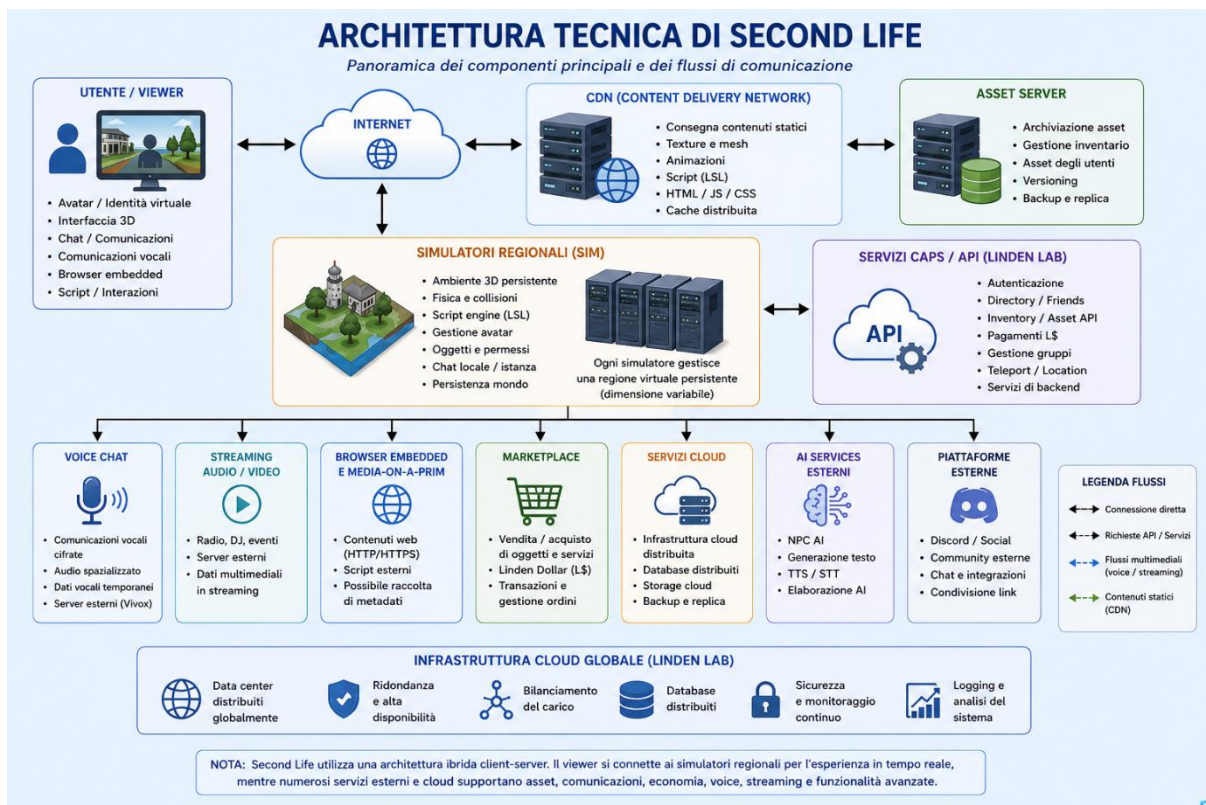 ARCHITETTURA TECNICA DI SECOND LIFE
Panoramica dei componenti principali e dei flussi di comunicazione
UTENTE / VIEWER
• Avatar / Identità virtuale
• Interfaccia 3D
• Chat / Comunicazioni
• Comunicazioni vocali
• Browser embedded
• Script / Interazioni
INTERNET
CDN (CONTENT DELIVERY NETWORK)
• Consegna contenuti statici
• Texture e mesh
• Animazioni
• Script (LSL)
• HTML / JS / CSS
• Cache distribuita
ASSET SERVER
• Archiviazione asset
• Gestione inventario
• Asset degli utenti
• Versioning
• Backup e replica
SIMULATORI REGIONALI (SIM)
• Ambiente 3D persistente
• Fisica e collisioni
• Script engine (LSL)
• Gestione avatar
• Oggetti e permessi
• Chat locale / istanza
• Persistenza mondo
Ogni simulatore gestisce
una regione virtuale persistente
(dimensione variabile)
SERVIZI CAPS / API (LINDEN LAB)
API
• Autenticazione
• Directory / Friends
• Inventory / Asset API
• Pagamenti L$
• Gestione gruppi
• Teleport / Location
• Servizi di backend
VOICE CHAT
• Comunicazioni vocali
cifrate
• Audio spazializzato
• Dati vocali temporanei
• Server esterni (Vivox)
STREAMING
AUDIO / VIDEO
• Radio, DJ, eventi
• Server esterni
• Dati multimediali
in streaming
BROWSER EMBEDDED
E MEDIA-ON-A-PRIM
• Contenuti web
(HTTP/HTTPS)
• Script esterni
• Possibile raccolta
di metadati
MARKETPLACE
• Vendita / acquisto
di oggetti e servizi
• Linden Dollar (L$)
• Transazioni e
gestione ordini
SERVIZI CLOUD
• Infrastruttura cloud
distribuita
• Database distribuiti
• Storage cloud
• Backup e replica
AI SERVICES
ESTERNI
• NPC AI
• Generazione testo
• TTS / STT
• Elaborazione AI
PIATTAFORME
ESTERNE
• Discord / Social
• Community esterne
• Chat e integrazioni
• Condivisione link
LEGENDA FLUSSI
Connessione diretta
Richieste API / Servizi
Flussi multimediali
(voice / streaming)
Contenuti statici
(CDN)
INFRASTRUTTURA CLOUD GLOBALE (LINDEN LAB)
Data center
distribuiti
globalmente
Ridondanza
e alta
disponibilità
Bilanciamento
del carico
Database
distribuiti
Sicurezza
e monitoraggio
continuo
Logging e
analisi del
sistema
NOTA: Second Life utilizza una architettura ibrida client-server. Il viewer si connette ai simulatori regionali per l'esperienza in tempo reale,
mentre numerosi servizi esterni e cloud supportano asset, comunicazioni, economia, voice, streaming e funzionalità avanzate.